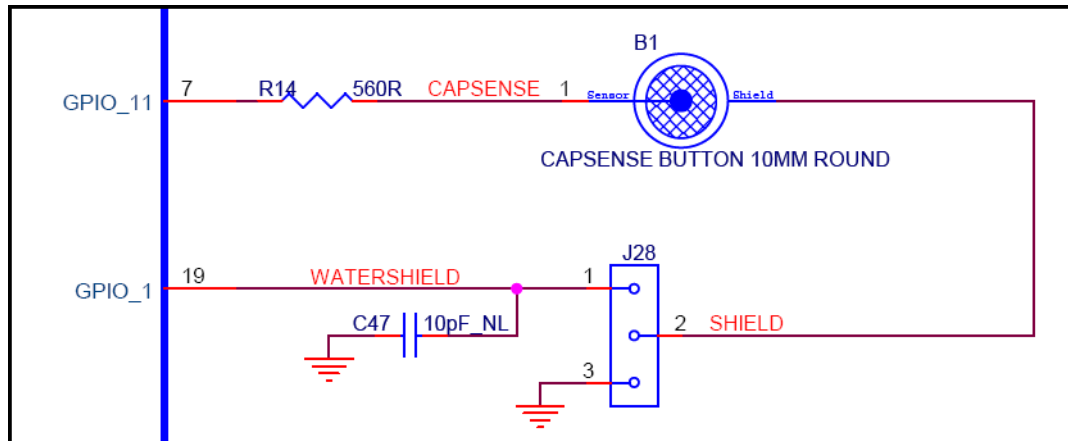 B1
7 R14 560R CAPSENSE 1 Sensor Shield
GPIO_11
CAPSENSE BUTTON 10MM ROUND
J28
19 WATERSHIELD 1
GPIO_1
C47 10pF_NL 2 SHIELD
3